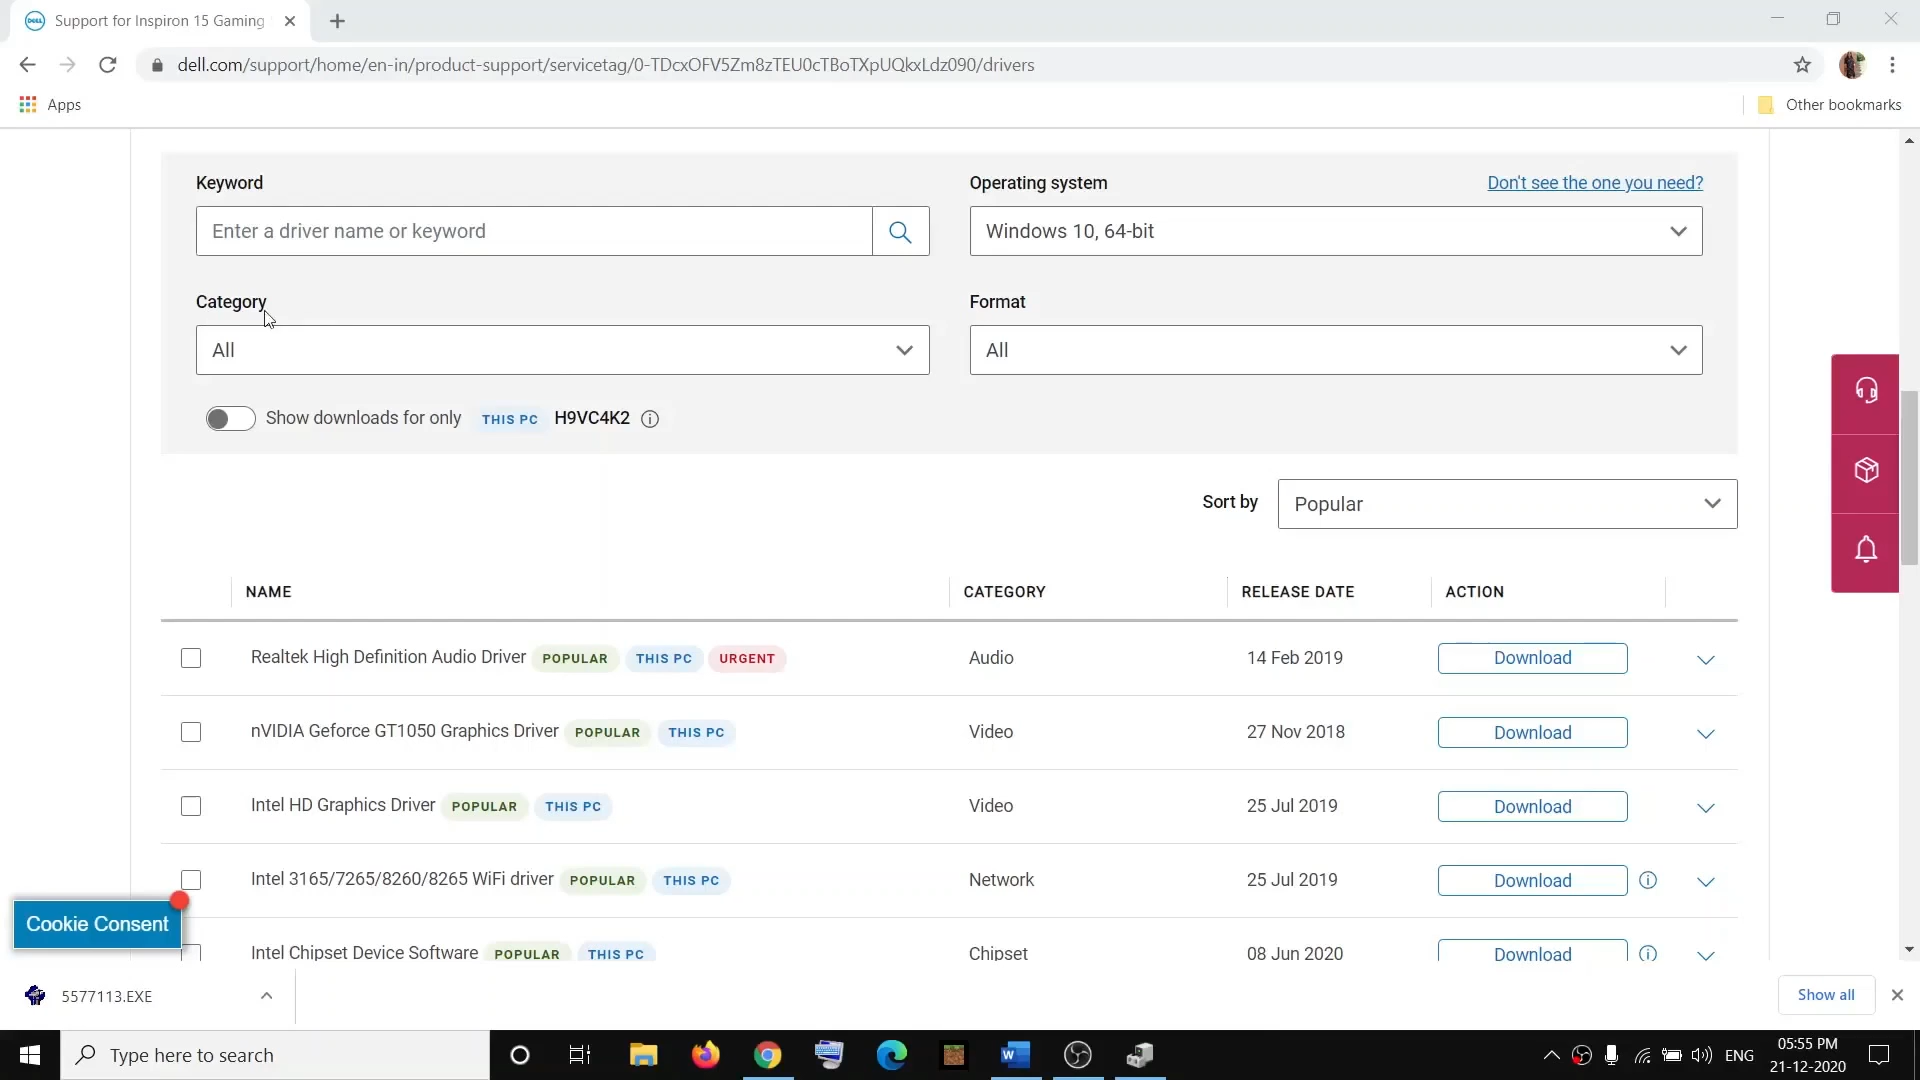 DELL
Support for Inspiron 15 Gaming
dell.com/support/home/en-in/product-support/servicetag/0-TDcxOFV5Zm8zTEU0cTBoTXpUQkxLdz090/drivers
Apps
Other bookmarks
Keyword
Operating system
Don't see the one you need?
Enter a driver name or keyword
Windows 10, 64-bit
Category
Format
All
All
Show downloads for only THIS PC H9VC4K2
Sort by Popular
NAME CATEGORY RELEASE DATE ACTION
Realtek High Definition Audio Driver POPULAR THIS PC URGENT Audio 14 Feb 2019 Download
nVIDIA Geforce GT1050 Graphics Driver POPULAR THIS PC Video 27 Nov 2018 Download
Intel HD Graphics Driver POPULAR THIS PC Video 25 Jul 2019 Download
Intel 3165/7265/8260/8265 WiFi driver POPULAR THIS PC Network 25 Jul 2019 Download
Cookie Consent
Intel Chipset Device Software POPULAR THIS PC Chipset 08 Jun 2020 Download
5577113.EXE
Show all
Type here to search
ENG
05:55 PM
21-12-2020